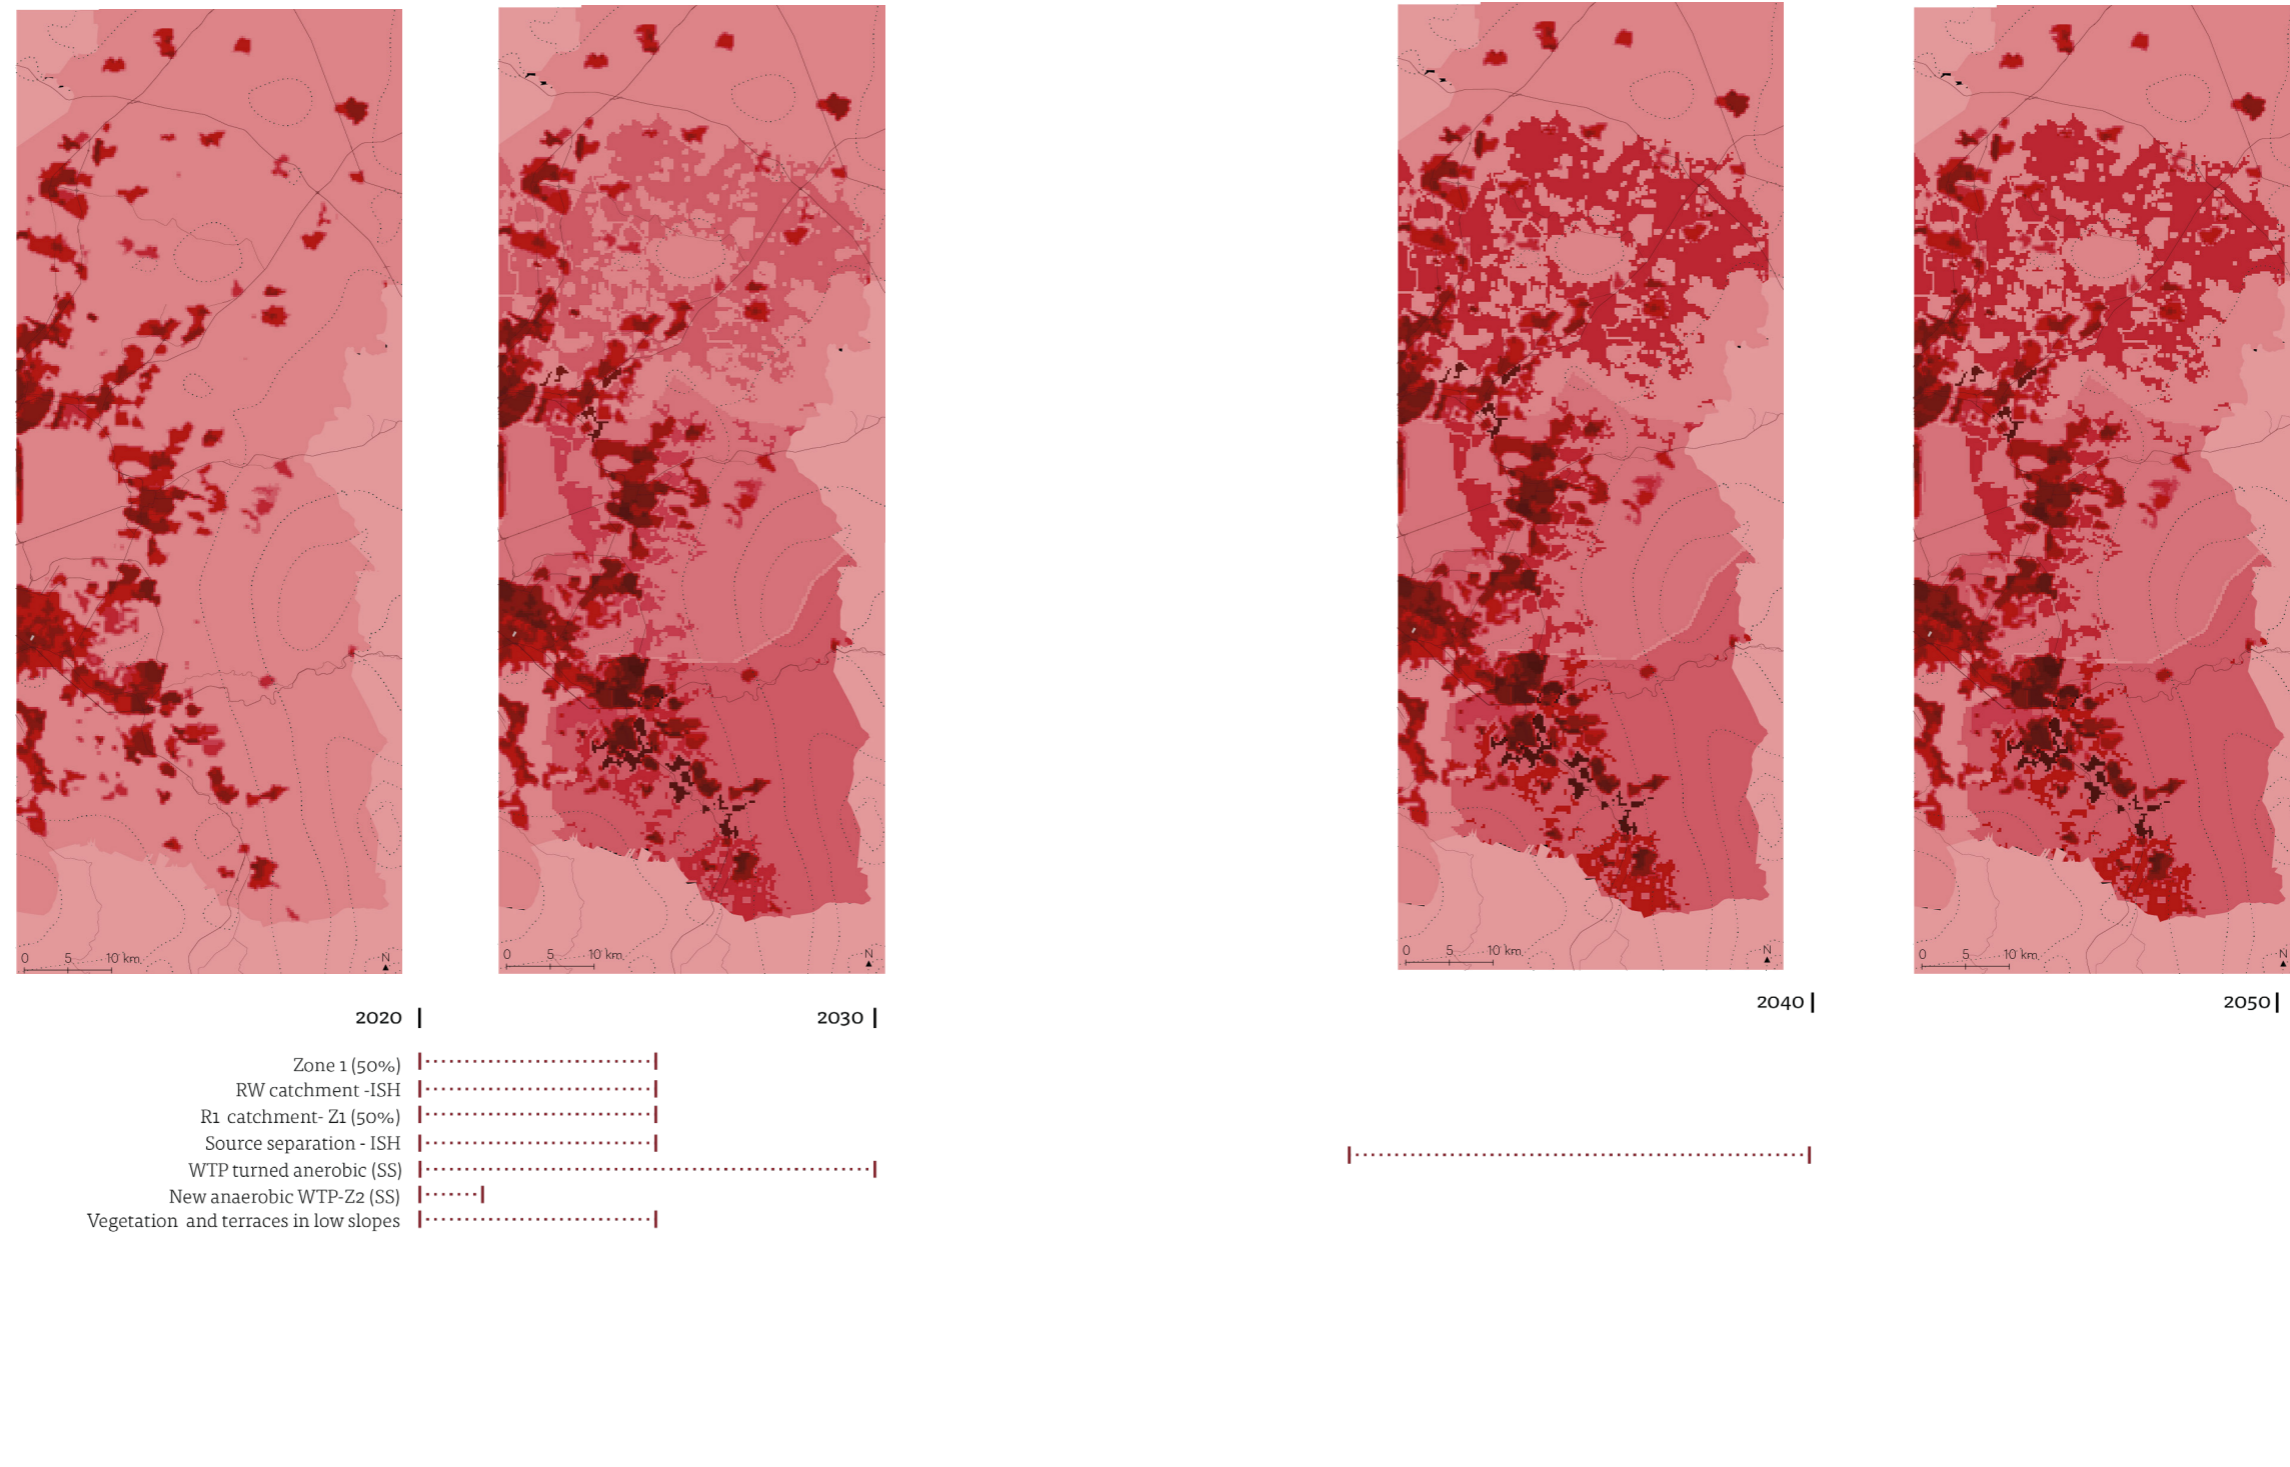 0 5 10 km
N
0 5 10 km
N
0 5 10 km
N
0 5 10 km
N
2020
2030
2040
2050
Zone 1 (50%)
RW catchment -ISH
R1 catchment- Z1 (50%)
Source separation - ISH
WTP turned anerobic (SS)
New anaerobic WTP-Z2 (SS)
Vegetation and terraces in low slopes